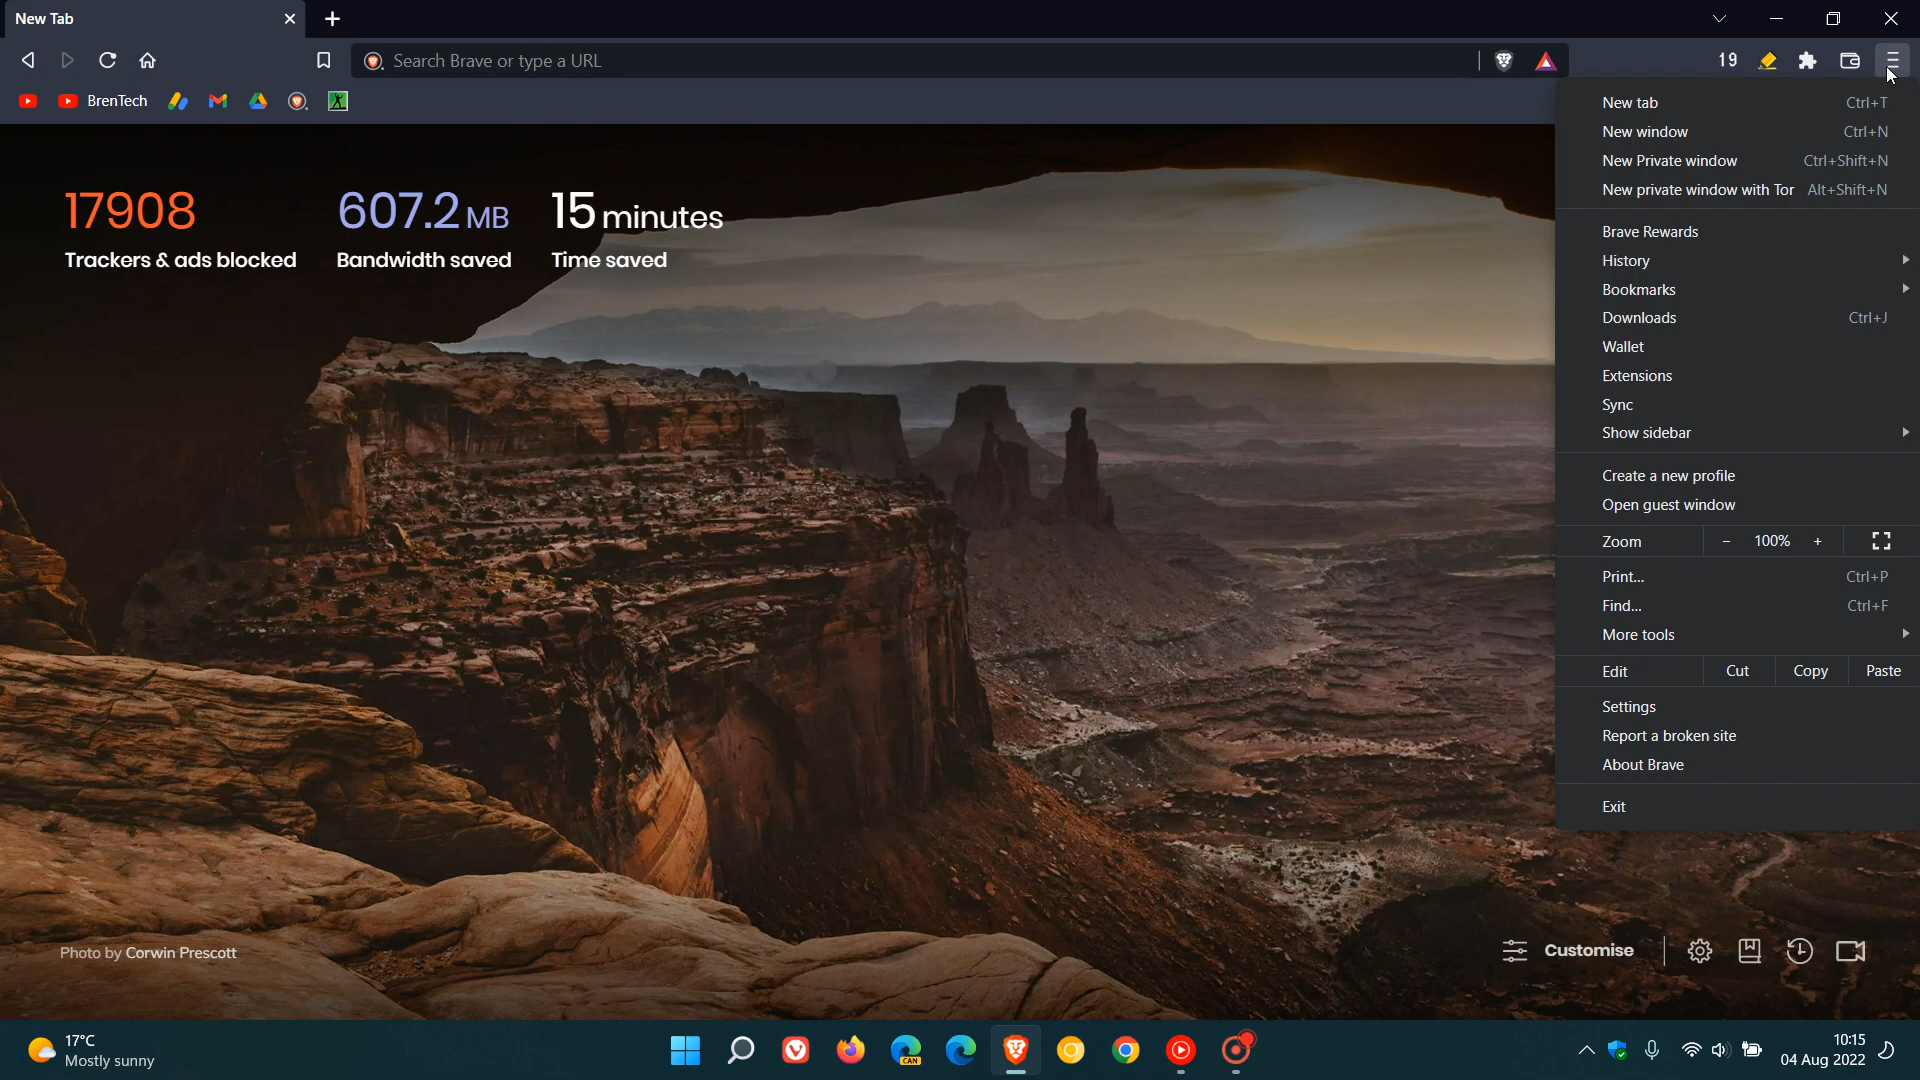 New Tab
Search Brave or type a URL
19
BrenTech
17908
Trackers & ads blocked
607.2 MB
Bandwidth saved
15 minutes
Time saved
New tab Ctrl+T
New window Ctrl+N
New Private window Ctrl+Shift+N
New private window with Tor Alt+Shift+N
Brave Rewards
History
Bookmarks
Downloads Ctrl+J
Wallet
Extensions
Sync
Show sidebar
Create a new profile
Open guest window
Zoom - 100% +
Print... Ctrl+P
Find... Ctrl+F
More tools
Edit Cut Copy Paste
Settings
Report a broken site
About Brave
Exit
Photo by Corwin Prescott
Customise
17°C
Mostly sunny
CAN
10:15
04 Aug 2022